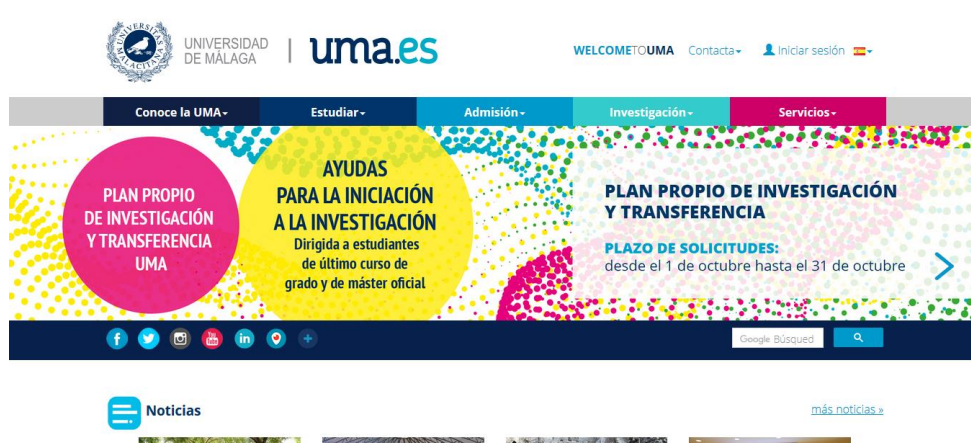 UNIVERSIDAD
DE MÁLAGA
uma.es
WELCOMETOUMA Contacta Iniciar sesión
Conoce la UMA Estudiar Admisión Investigación Servicios
PLAN PROPIO
DE INVESTIGACIÓN
Y TRANSFERENCIA
UMA
AYUDAS
PARA LA INICIACIÓN
A LA INVESTIGACIÓN
Dirigida a estudiantes
de último curso de
grado y de máster oficial
PLAN PROPIO DE INVESTIGACIÓN
Y TRANSFERENCIA
PLAZO DE SOLICITUDES:
desde el 1 de octubre hasta el 31 de octubre
Google Búsqued
Noticias
más noticias »